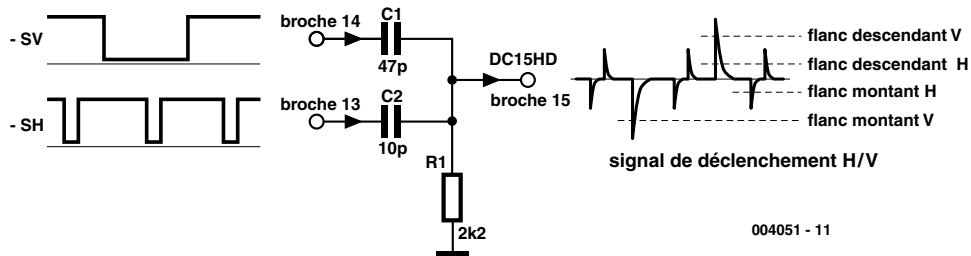 - SV
- SH
broche 14
C1
47p
broche 13
C2
10p
R1
2k2
DC15HD
broche 15
flanc descendant V
flanc descendant H
flanc montant H
flanc montant V
signal de déclenchement H/V
004051 - 11